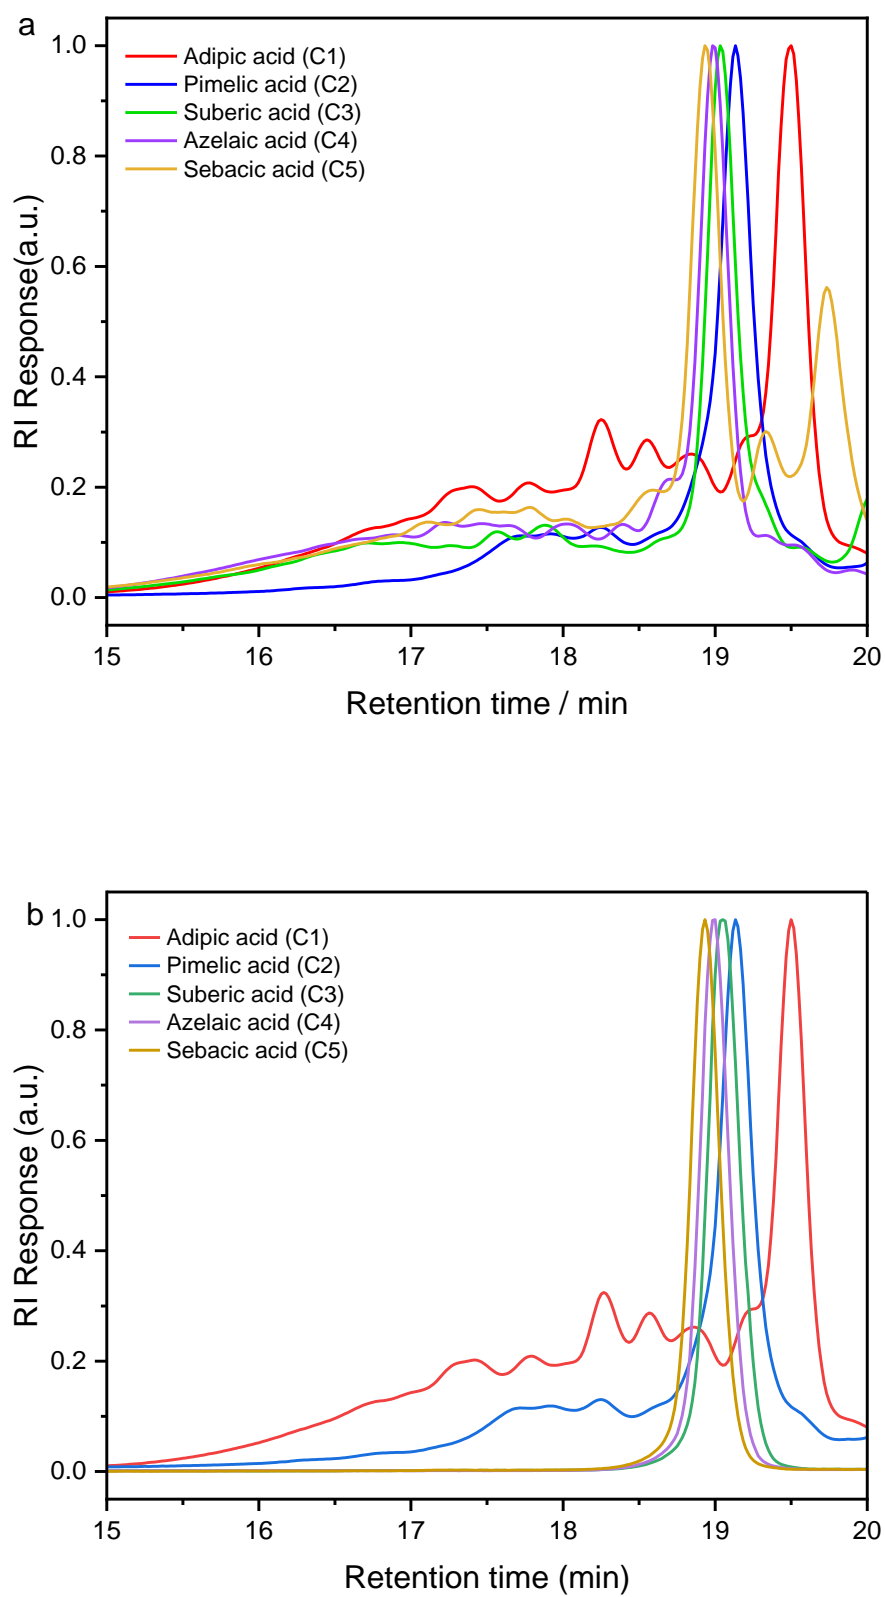 a
1.0
0.8
0.6
0.4
0.2
0.0
RI Response(a.u.)
Adipic acid (C1)
Pimelic acid (C2)
Suberic acid (C3)
Azelaic acid (C4)
Sebacic acid (C5)
15 16 17 18 19 20
Retention time / min
b
1.0
0.8
0.6
0.4
0.2
0.0
RI Response (a.u.)
Adipic acid (C1)
Pimelic acid (C2)
Suberic acid (C3)
Azelaic acid (C4)
Sebacic acid (C5)
15 16 17 18 19 20
Retention time (min)